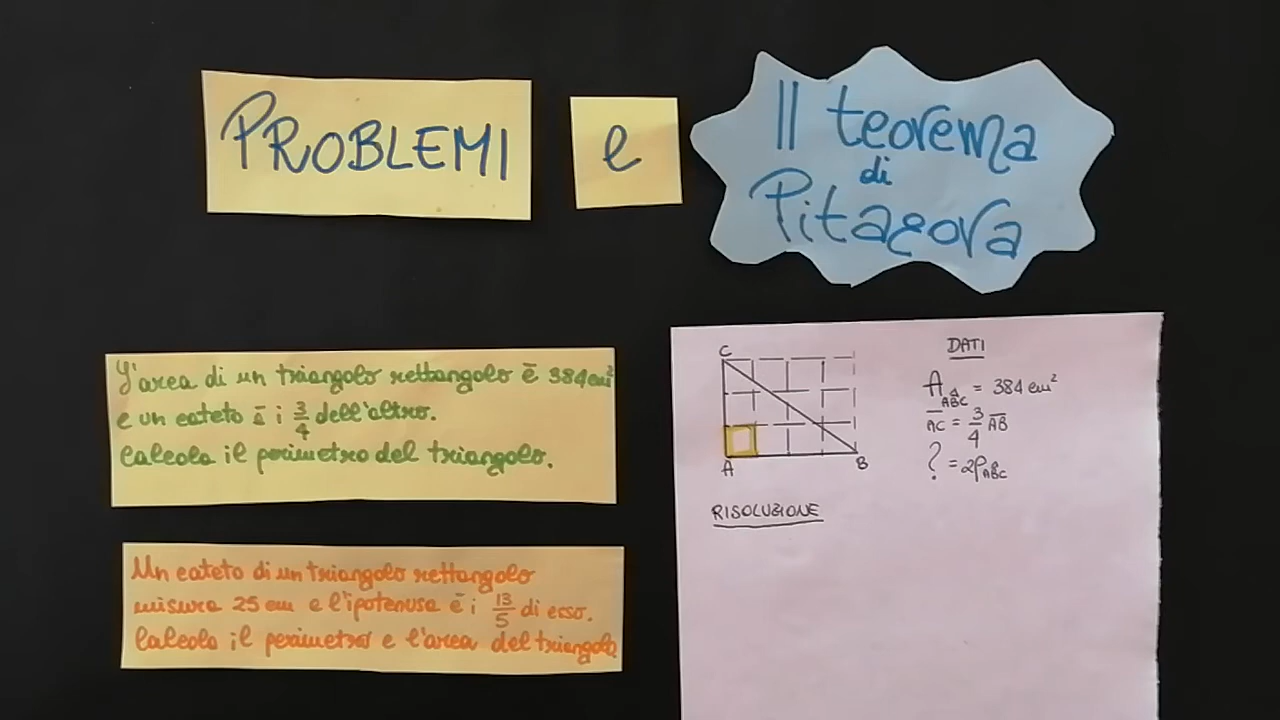 PROBLEMI
e
Il teorema
di
Pitagora
L'area di un triangolo rettangolo è 384 cm²
e un cateto è i 3/4 dell'altro.
Calcola il perimetro del triangolo.
Un cateto di un triangolo rettangolo
misura 25 cm e l'ipotenusa è i 13/5 di esso.
Calcola il perimetro e l'area del triangolo.
C
A
B
DATI
A ABC = 384 cm²
AC = 3/4 AB
? = 2p ABC
RISOLUZIONE